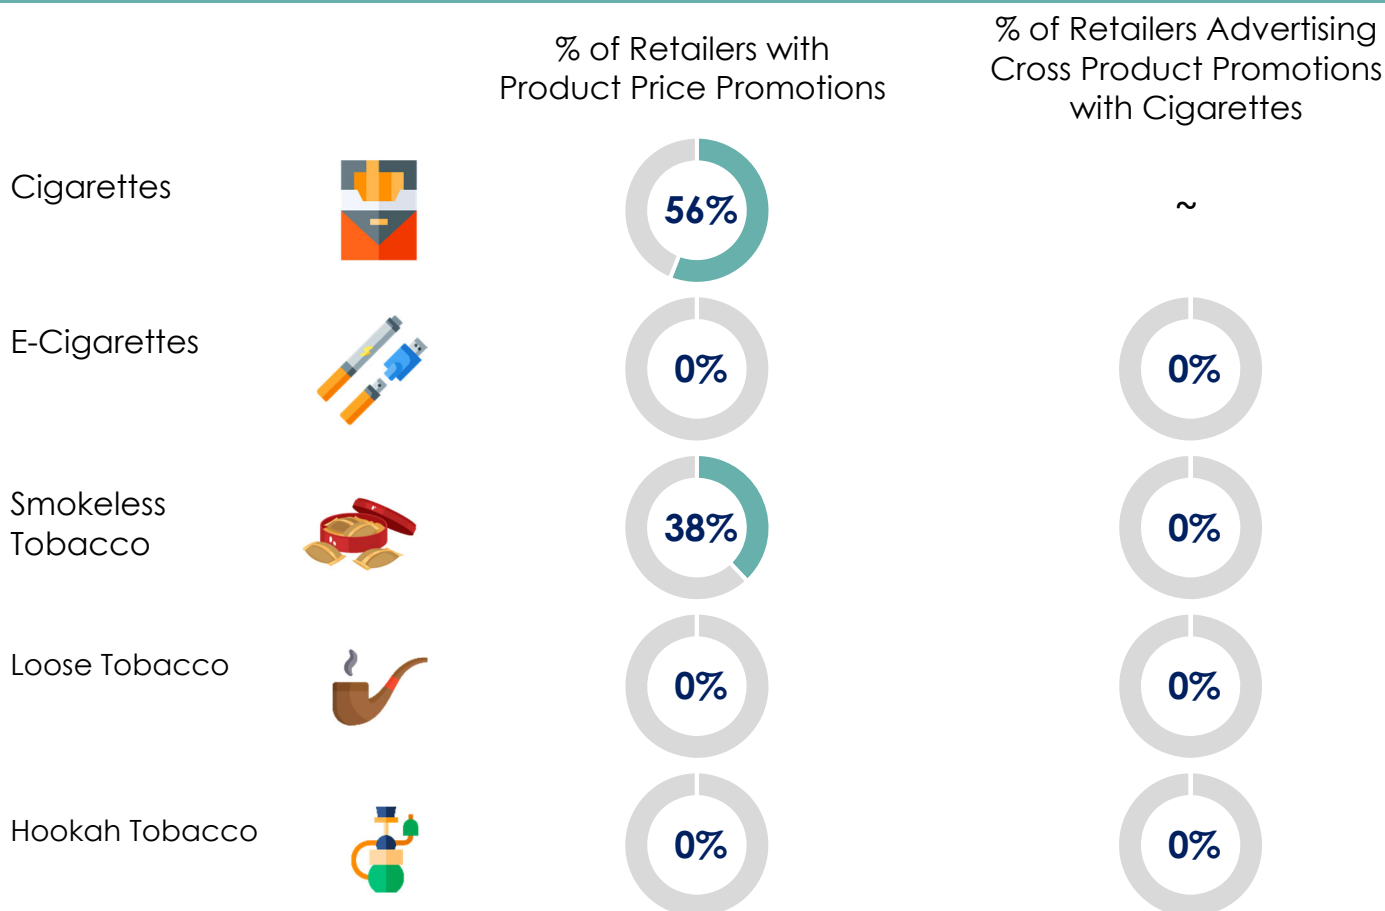 % of Retailers with
Product Price Promotions
% of Retailers Advertising
Cross Product Promotions
with Cigarettes
Cigarettes
56%
~
E-Cigarettes
0%
0%
Smokeless
Tobacco
38%
0%
Loose Tobacco
0%
0%
Hookah Tobacco
0%
0%